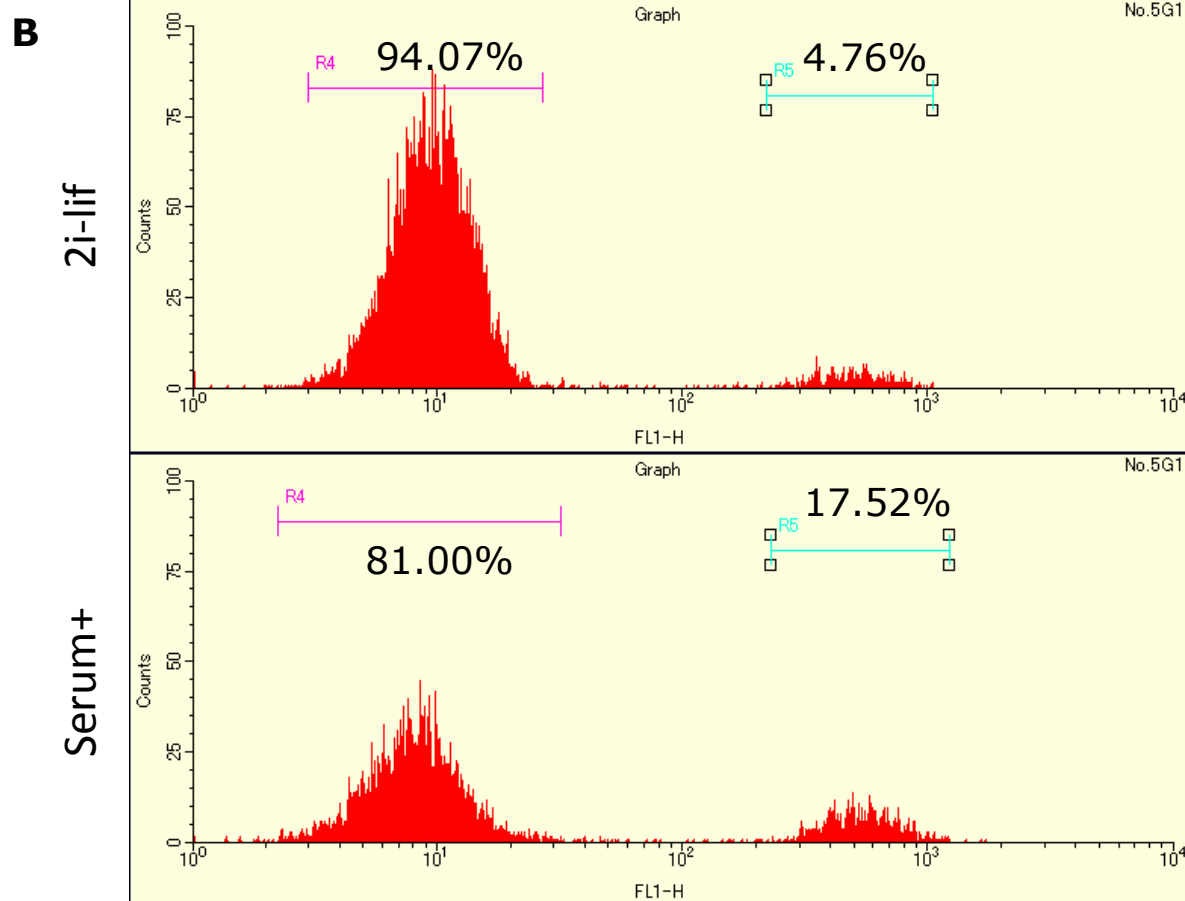 B
Graph
No.5G1
2i-lif
Counts
100
75
50
25
0
R4
94.07%
R5
4.76%
10^0
10^1
10^2
10^3
10^4
FL1-H
Graph
No.5G1
Serum+
Counts
100
75
50
25
0
R4
81.00%
R5
17.52%
10^0
10^1
10^2
10^3
10^4
FL1-H